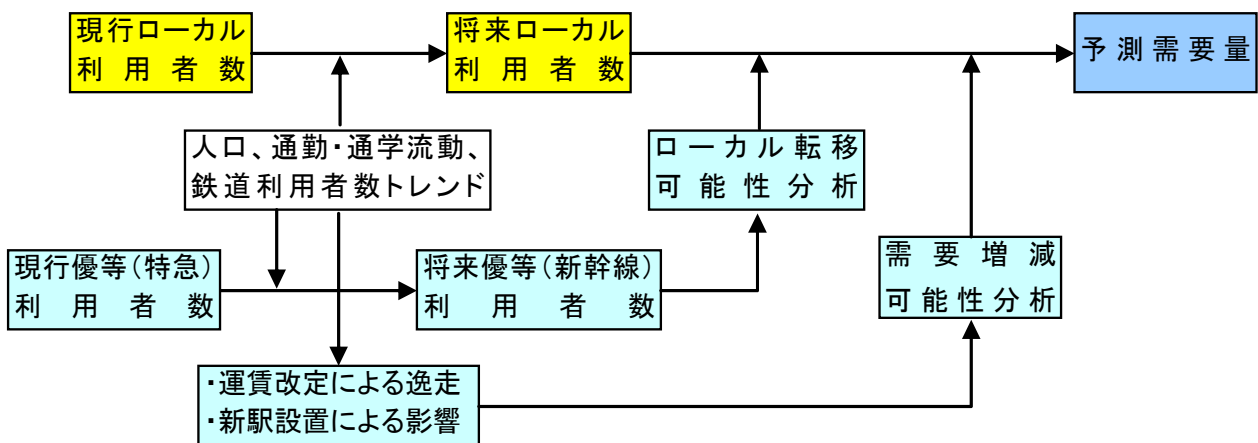 現行ローカル
利用者数
将来ローカル
利用者数
予測需要量
人口、通勤・通学流動、
鉄道利用者数トレンド
ローカル転移
可能性分析
現行優等(特急)
利用者数
将来優等(新幹線)
利用者数
需要増減
可能性分析
・運賃改定による逸走
・新駅設置による影響